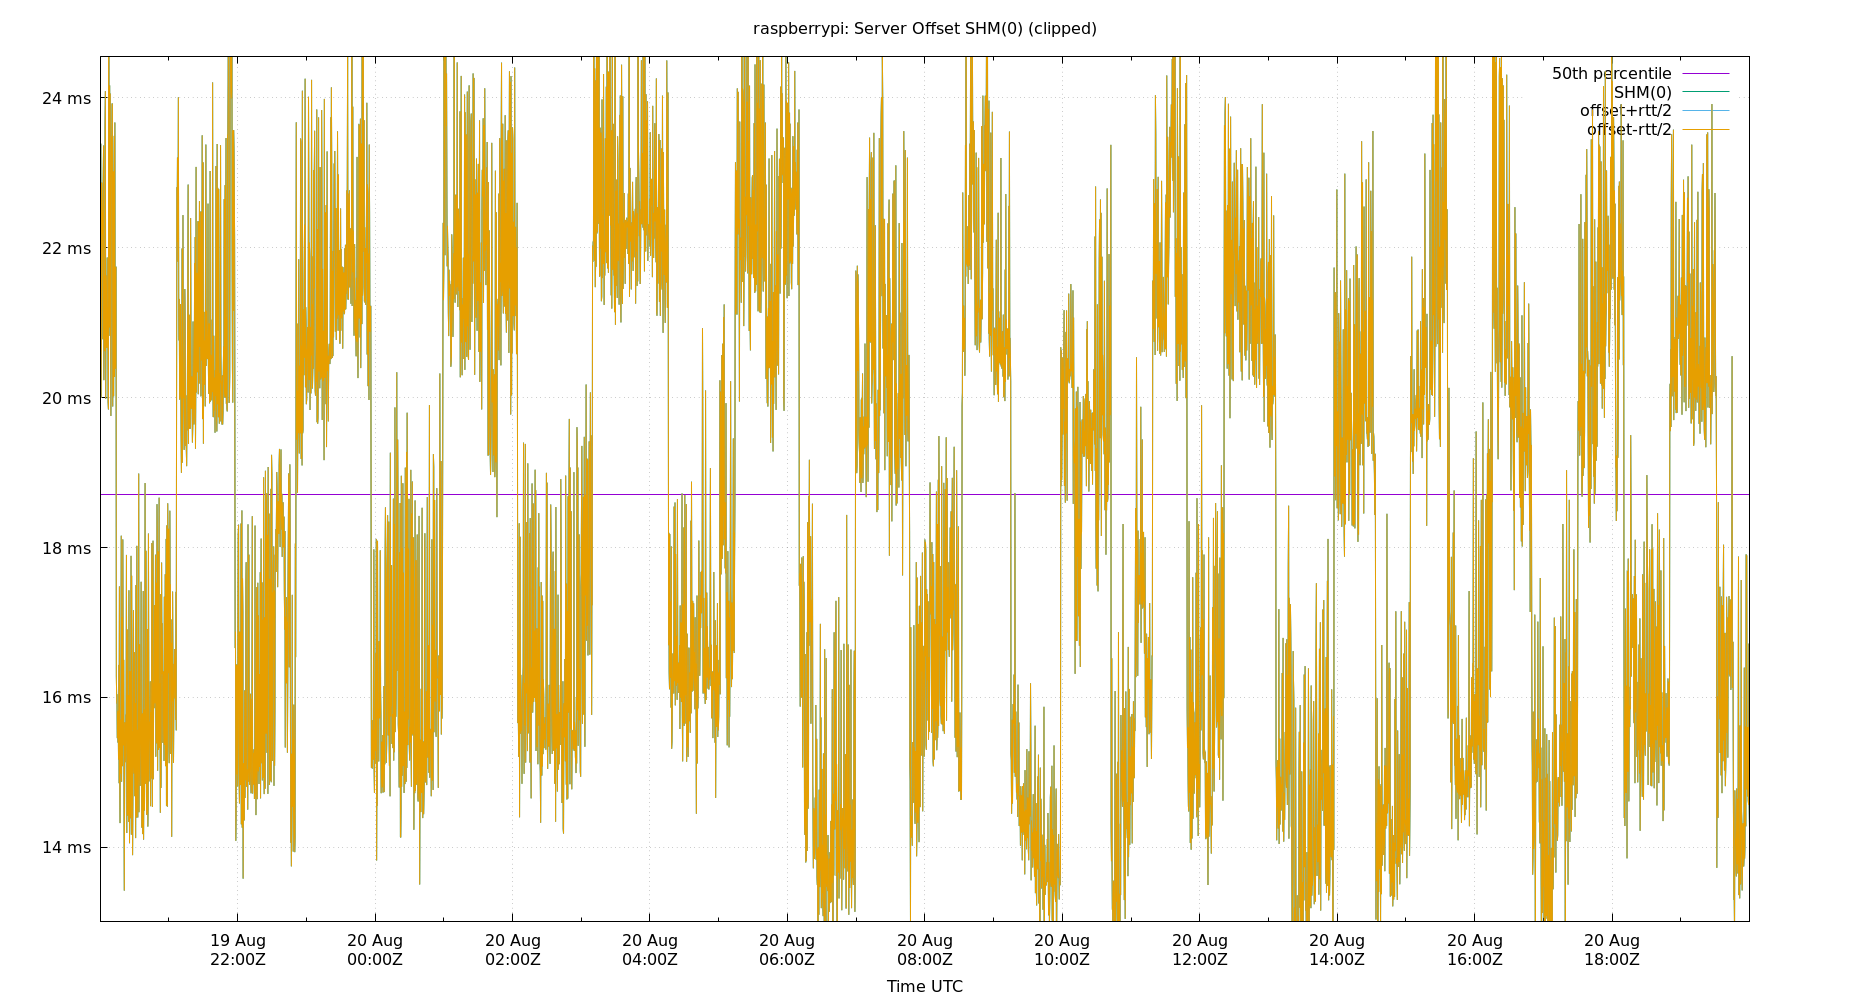 raspberrypi: Server Offset SHM(0) (clipped)
50th percentile
SHM(0)
offset+rtt/2
offset-rtt/2
24 ms
22 ms
20 ms
18 ms
16 ms
14 ms
19 Aug 20 Aug 20 Aug 20 Aug 20 Aug 20 Aug 20 Aug 20 Aug 20 Aug 20 Aug 20 Aug
22:00Z 00:00Z 02:00Z 04:00Z 06:00Z 08:00Z 10:00Z 12:00Z 14:00Z 16:00Z 18:00Z
Time UTC